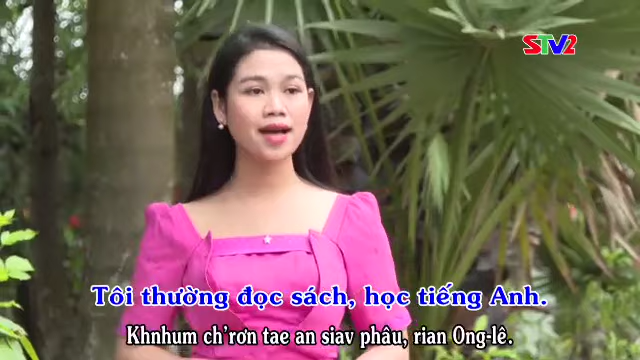 STV2
Tôi thường đọc sách, học tiếng Anh.
Khnhum ch'rơn tae an siav phâu, rian Ong-lê.